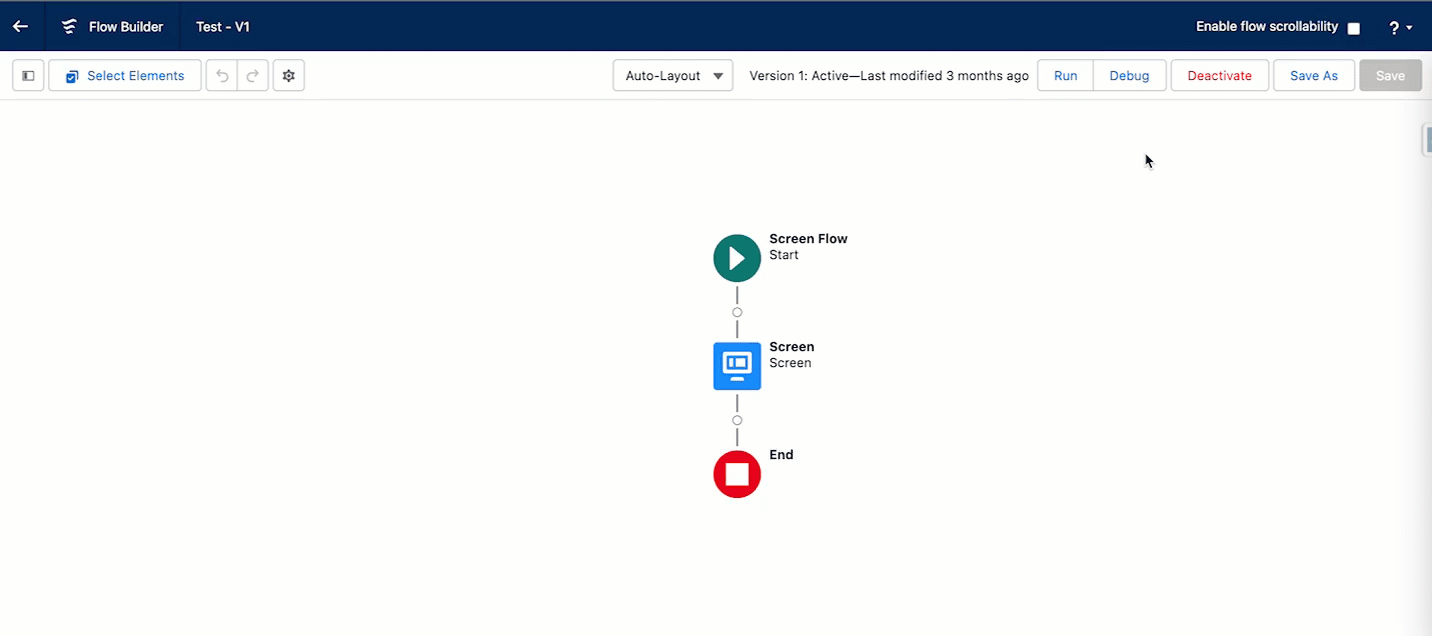 Flow Builder
Test - V1
Enable flow scrollability
?
Select Elements
Auto-Layout
Version 1: Active—Last modified 3 months ago
Run
Debug
Deactivate
Save As
Save
Screen Flow
Start
Screen
Screen
End